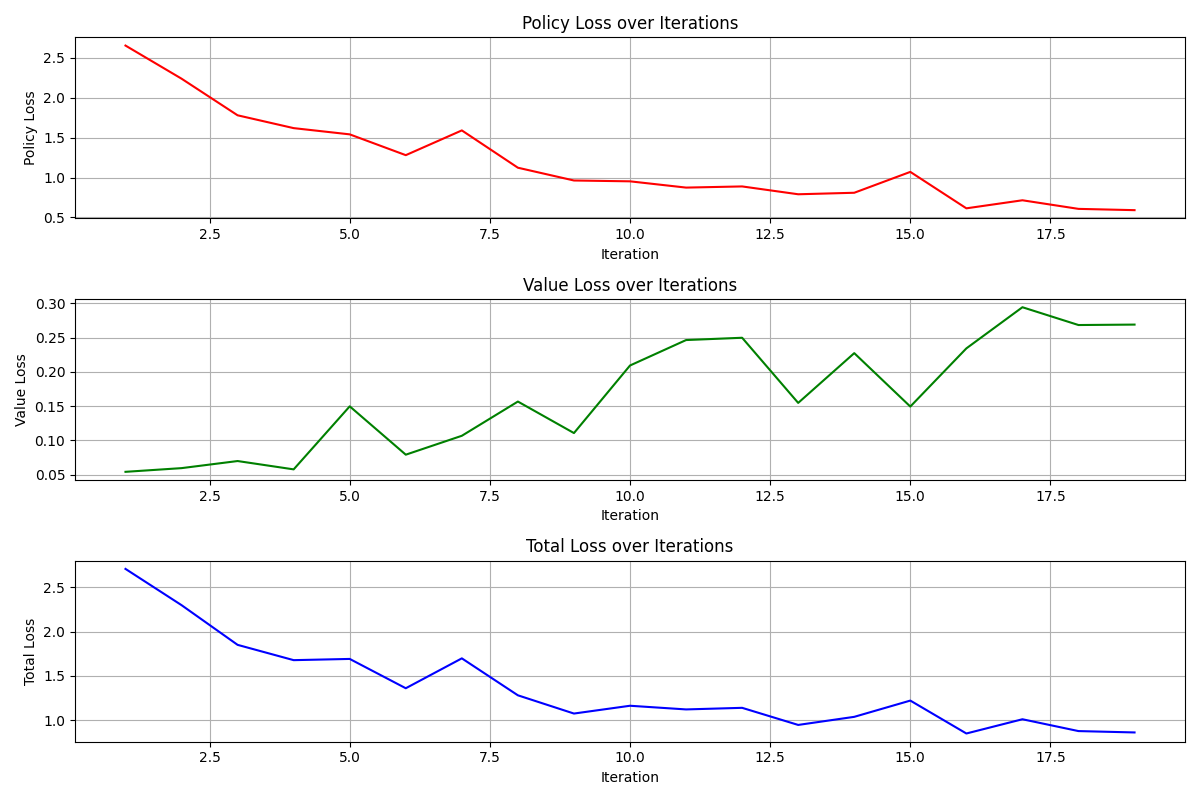 Policy Loss over Iterations
Policy Loss
2.5
2.0
1.5
1.0
0.5
2.5 5.0 7.5 10.0 12.5 15.0 17.5
Iteration
Value Loss over Iterations
Value Loss
0.30
0.25
0.20
0.15
0.10
0.05
2.5 5.0 7.5 10.0 12.5 15.0 17.5
Iteration
Total Loss over Iterations
Total Loss
2.5
2.0
1.5
1.0
2.5 5.0 7.5 10.0 12.5 15.0 17.5
Iteration